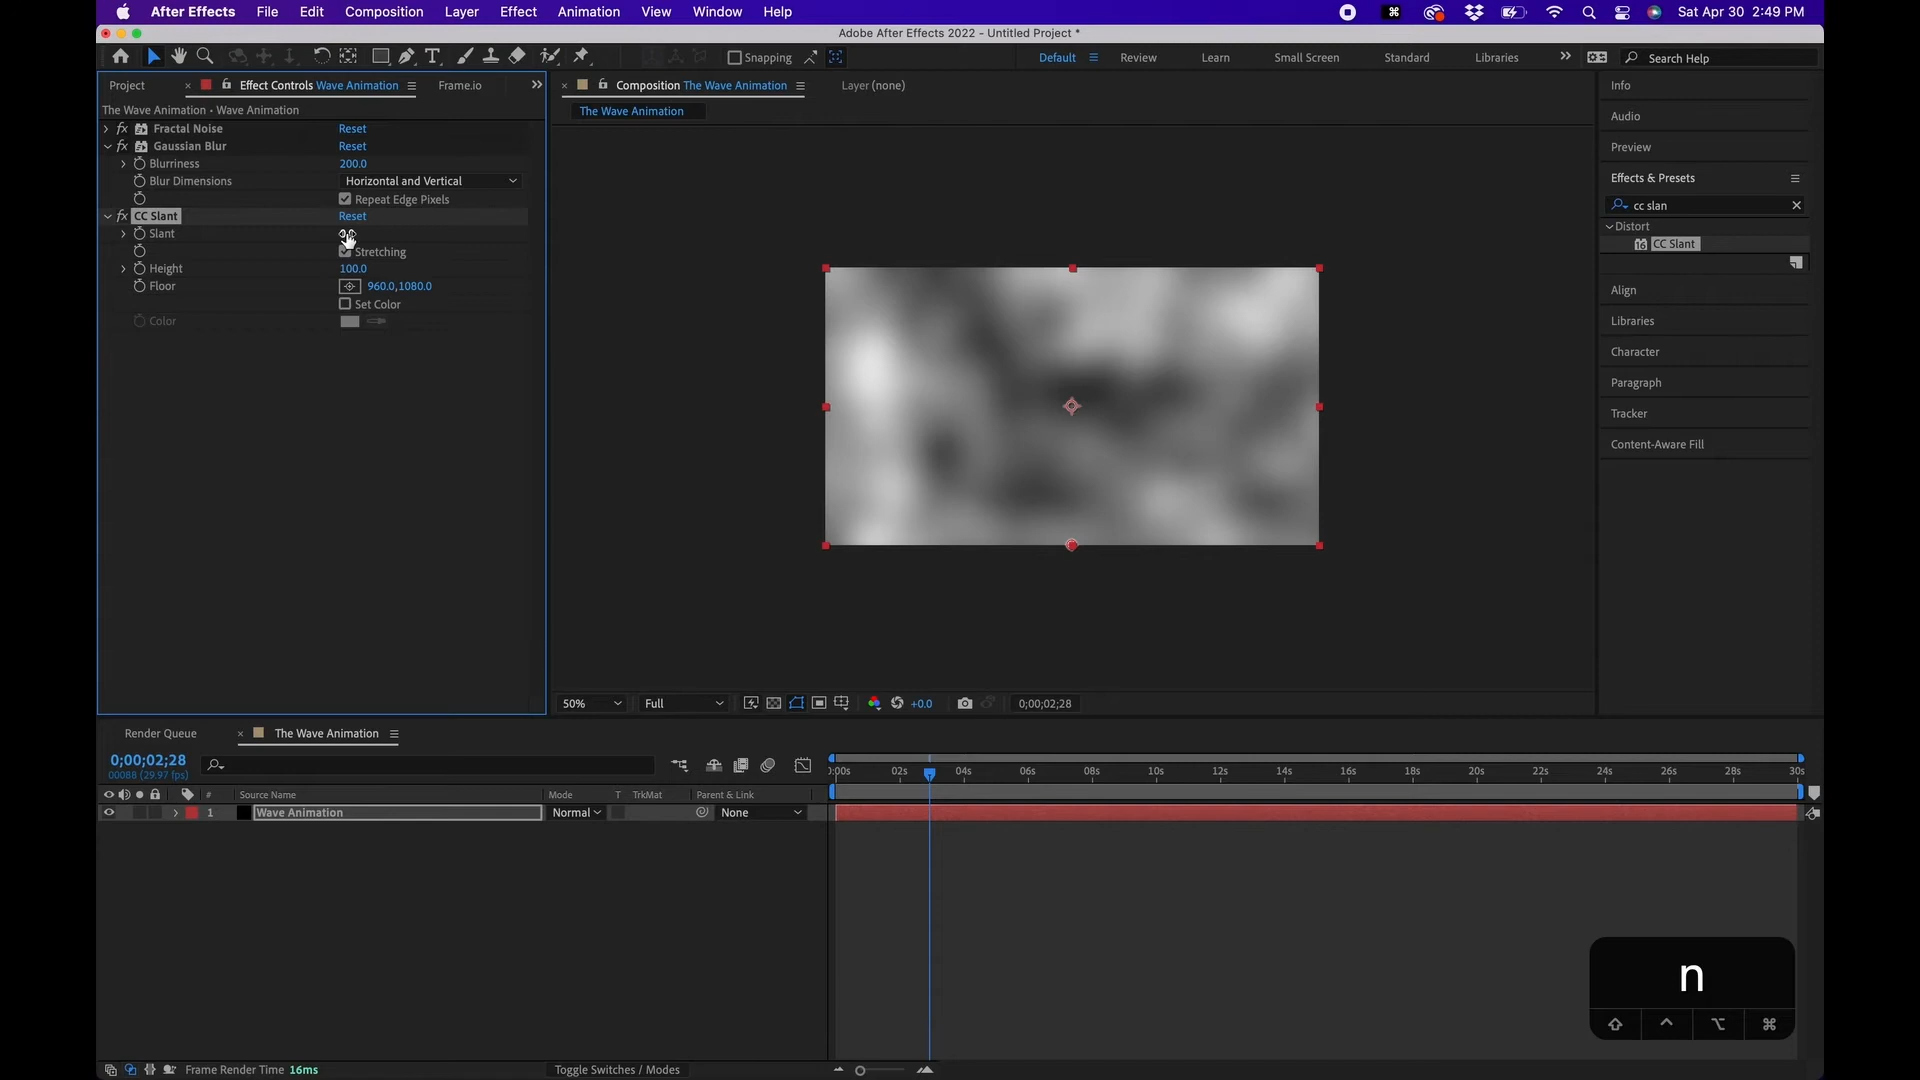 After Effects File Edit Composition Layer Effect Animation View Window Help Sat Apr 30 2:49 PM
Adobe After Effects 2022 - Untitled Project *
Snapping Default Review Learn Small Screen Standard Libraries Search Help
Project Effect Controls Wave Animation Frame.io Composition The Wave Animation Layer (none) Info
The Wave Animation • Wave Animation The Wave Animation
Audio
Fractal Noise Reset
Gaussian Blur Reset Preview
Blurriness 200.0
Blur Dimensions Horizontal and Vertical Effects & Presets
Repeat Edge Pixels cc slan
CC Slant Reset Distort
Slant CC Slant
Stretching
Height 100.0
Floor 960.0,1080.0 Align
Set Color
Color Libraries
Character
Paragraph
Tracker
Content-Aware Fill
50% Full +0.0 0;00;02;28
Render Queue The Wave Animation
0;00;02;28
00088 (29.97 fps)
):00s 02s 04s 06s 08s 10s 12s 14s 16s 18s 20s 22s 24s 26s 28s 30s
# Source Name Mode T TrkMat Parent & Link
1 Wave Animation Normal None
n
Frame Render Time 16ms Toggle Switches / Modes